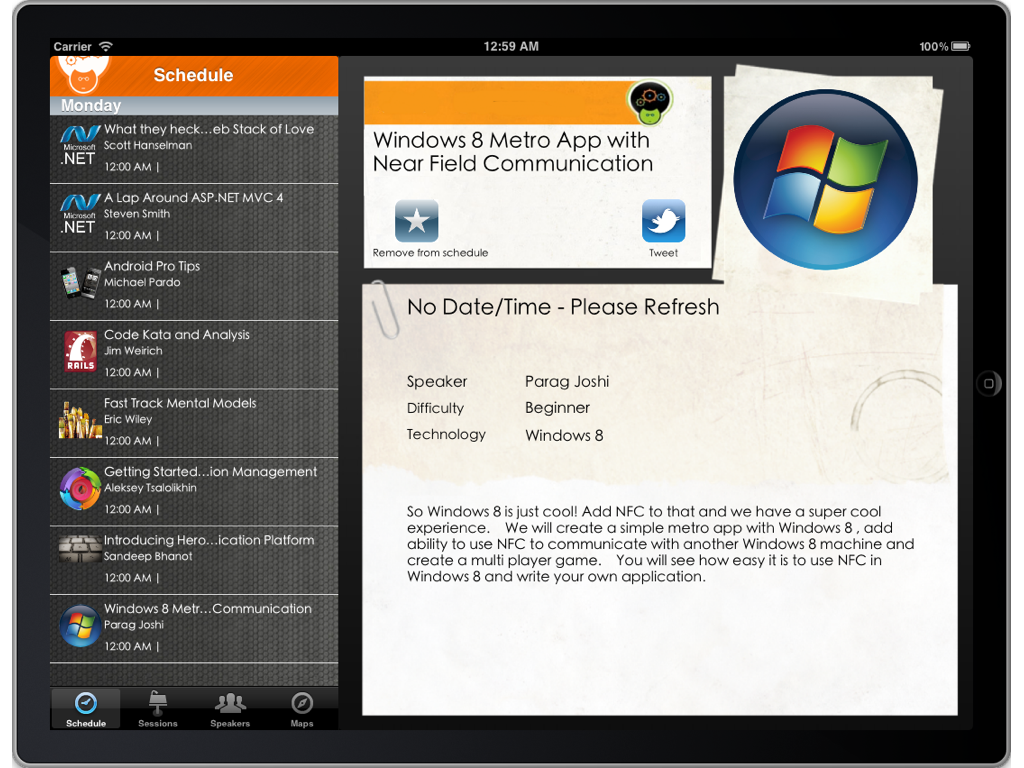 Carrier
12:59 AM
100%
Schedule
Monday
Microsoft
.NET
What they heck...eb Stack of Love
Scott Hanselman
12:00 AM |
Microsoft
.NET
A Lap Around ASP.NET MVC 4
Steven Smith
12:00 AM |
Android Pro Tips
Michael Pardo
12:00 AM |
RAILS
Code Kata and Analysis
Jim Weirich
12:00 AM |
Fast Track Mental Models
Eric Wiley
12:00 AM |
Getting Started...ion Management
Aleksey Tsalolikhin
12:00 AM |
Introducing Hero...ication Platform
Sandeep Bhanot
12:00 AM |
Windows 8 Metr...Communication
Parag Joshi
12:00 AM |
Schedule
Sessions
Speakers
Maps
Windows 8 Metro App with
Near Field Communication
Remove from schedule
Tweet
No Date/Time - Please Refresh
Speaker Parag Joshi
Difficulty Beginner
Technology Windows 8
So Windows 8 is just cool! Add NFC to that and we have a super cool
experience. We will create a simple metro app with Windows 8 , add
ability to use NFC to communicate with another Windows 8 machine and
create a multi player game. You will see how easy it is to use NFC in
Windows 8 and write your own application.